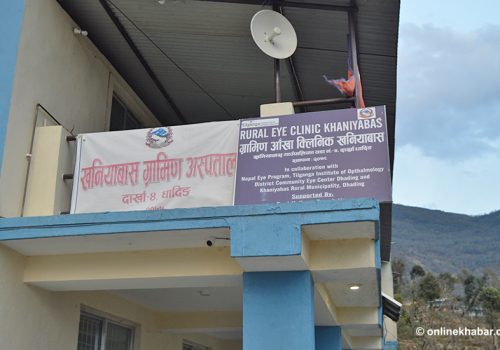 खनियाबास ग्रामिण अस्पताल
दार्खा-४, धादिङ
RURAL EYE CLINIC KHANIYABAS
ग्रामिण आँखा क्लिनिक खनियाबास
In collaboration with
Nepal Eye Program, Tilganga Institute of Opthalmology
District Community Eye Center Dhading and
Khaniyabas Rural Municipality, Dhading
Supported By:
© onlinekhabar.com